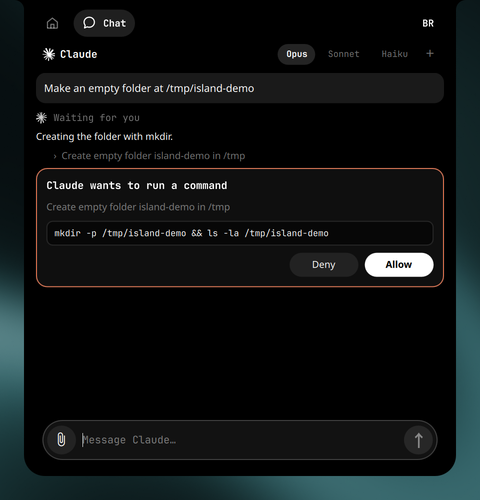 Chat
BR
Claude
Opus
Sonnet
Haiku
+
Make an empty folder at /tmp/island-demo
Waiting for you
Creating the folder with mkdir.
› Create empty folder island-demo in /tmp
Claude wants to run a command
Create empty folder island-demo in /tmp
mkdir -p /tmp/island-demo && ls -la /tmp/island-demo
Deny
Allow
Message Claude…